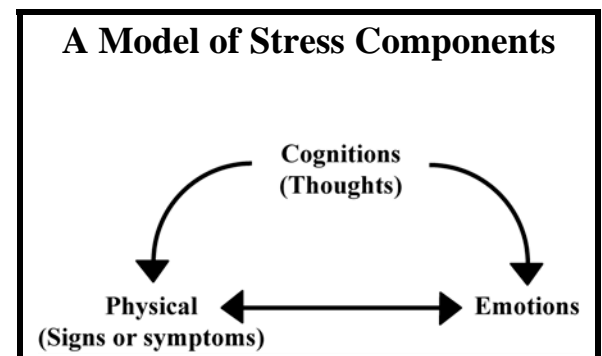 A Model of Stress Components
Cognitions
(Thoughts)
Physical
(Signs or symptoms)
Emotions